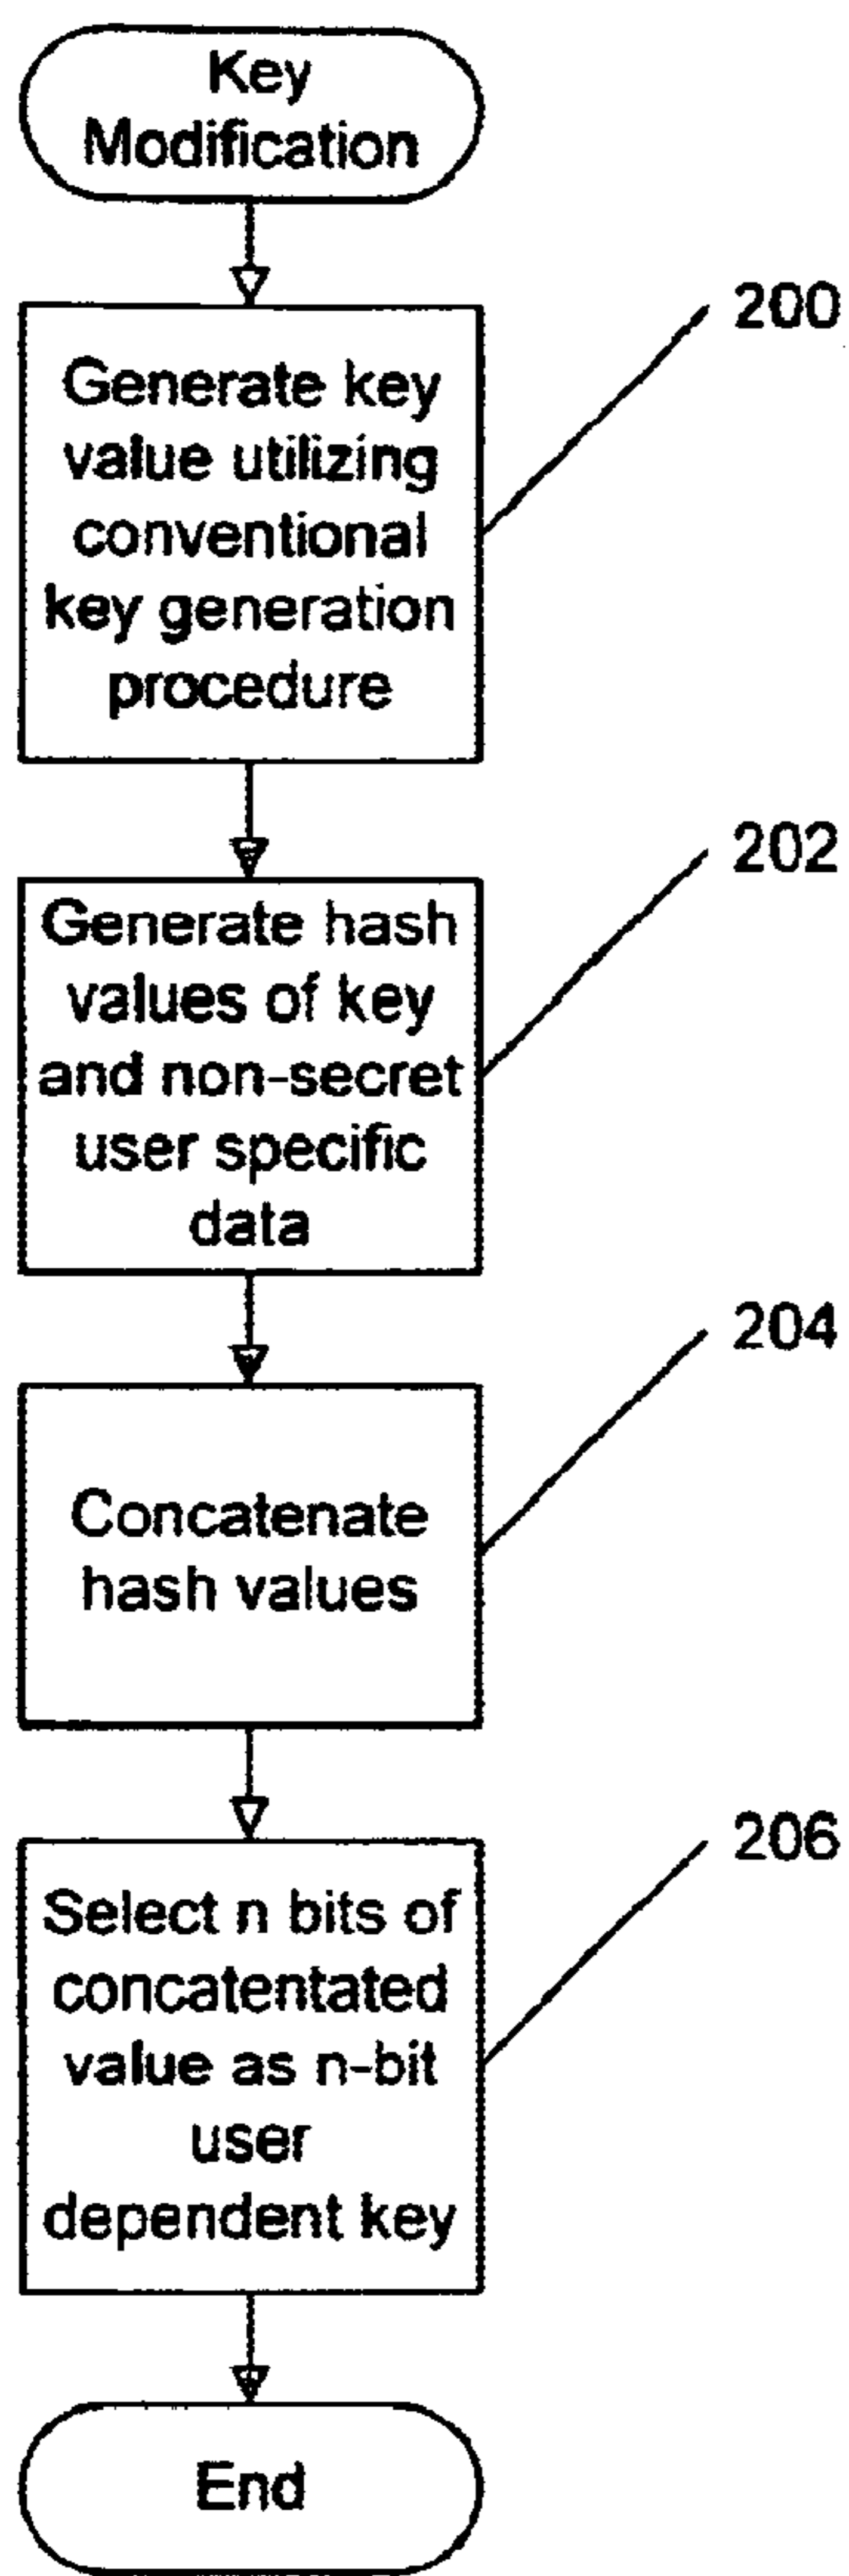 Key
Modification
200
Generate key
value utilizing
conventional
key generation
procedure
202
Generate hash
values of key
and non-secret
user specific
data
204
Concatenate
hash values
206
Select n bits of
concatentated
value as n-bit
user
dependent key
End